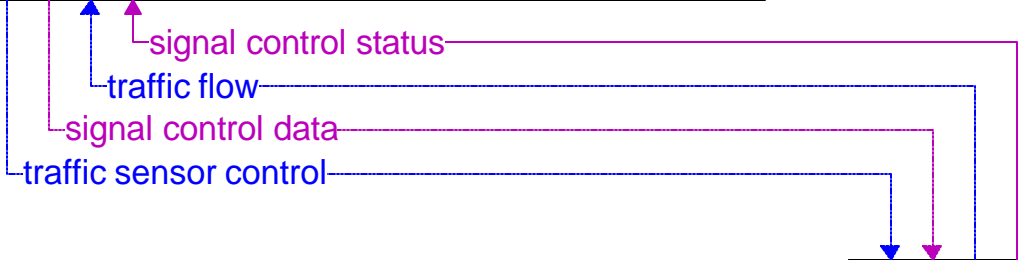 signal control status
traffic flow
signal control data
traffic sensor control